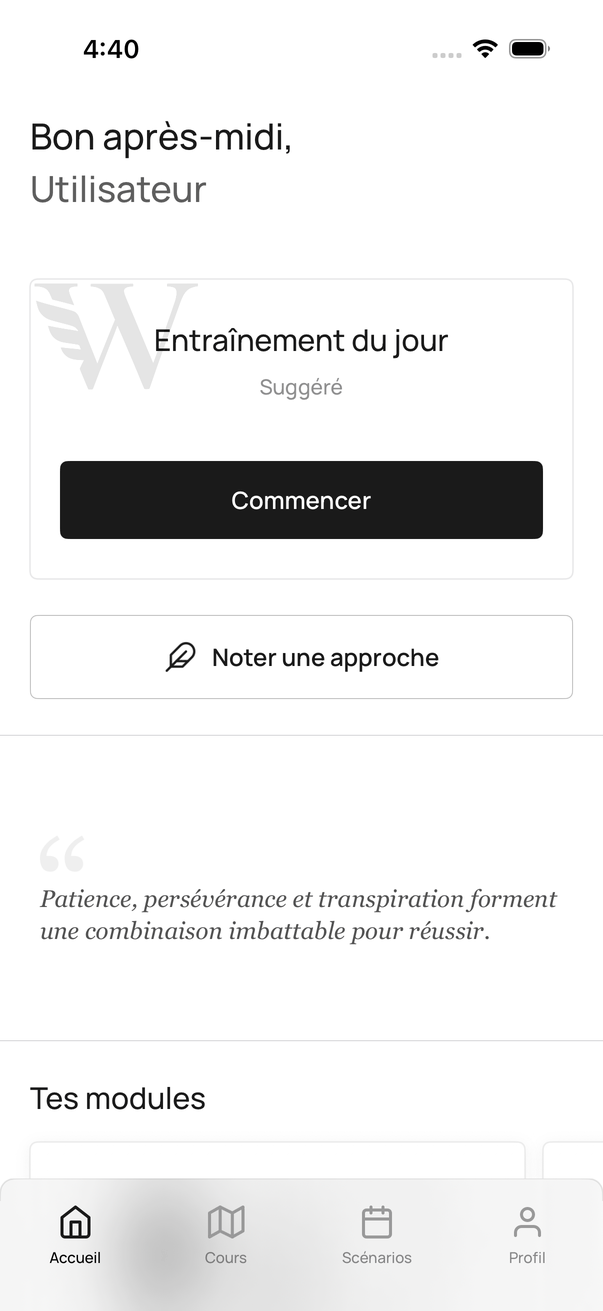 4:40
Bon après-midi,
Utilisateur
W
Entraînement du jour
Suggéré
Commencer
Noter une approche
“
Patience, persévérance et transpiration forment
une combinaison imbattable pour réussir.
Tes modules
Accueil
Cours
Scénarios
Profil